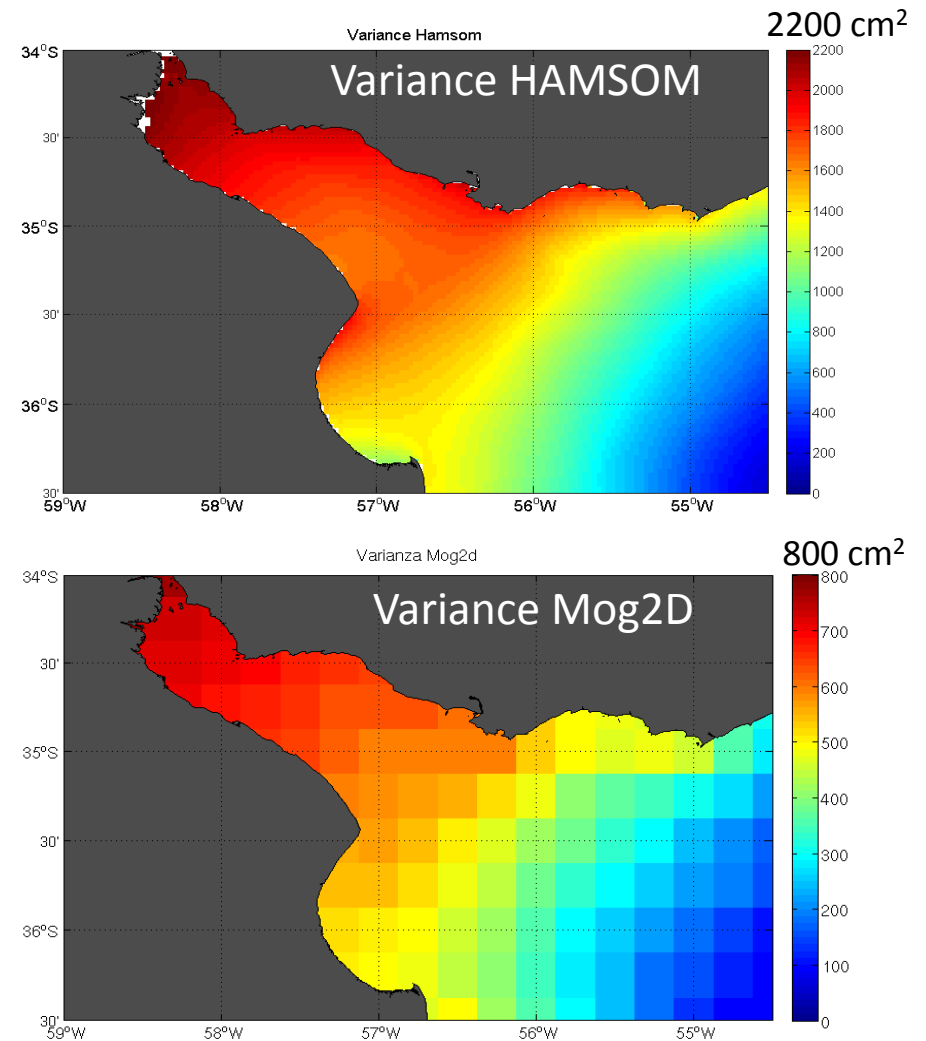 2200 cm²
Variance Hamsom
Variance HAMSOM
34°S
30'
35°S
30'
36°S
30'
59°W 58°W 57°W 56°W 55°W
2200
2000
1800
1600
1400
1200
1000
800
600
400
200
0
800 cm²
Varianza Mog2d
Variance Mog2D
34°S
30'
35°S
30'
36°S
30'
59°W 58°W 57°W 56°W 55°W
800
700
600
500
400
300
200
100
0